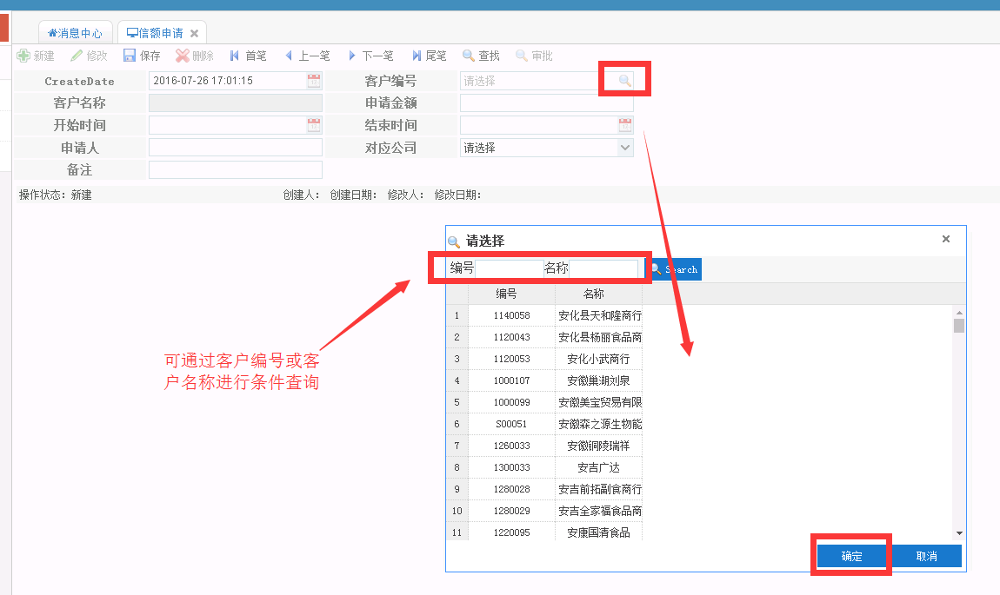 消息中心 信额申请
新建 修改 保存 删除 首笔 上一笔 下一笔 尾笔 查找 审批
CreateDate 2016-07-26 17:01:15 客户编号 请选择
客户名称 申请金额
开始时间 结束时间
申请人 对应公司 请选择
备注
操作状态：新建 创建人： 创建日期： 修改人： 修改日期：
请选择
编号 名称 Search
编号 名称
1 1140058 安化县天和隆商行
2 1120043 安化县杨丽食品商
3 1120053 安化小武商行
4 1000107 安徽巢湖刘泉
5 1000099 安徽美宝贸易有限
6 S00051 安徽森之源生物能
7 1260033 安徽铜陵瑞祥
8 1300033 安吉广达
9 1280028 安吉前拓副食商行
10 1280029 安吉全家福食品商
11 1220095 安康国清食品
确定 取消
可通过客户编号或客
户名称进行条件查询